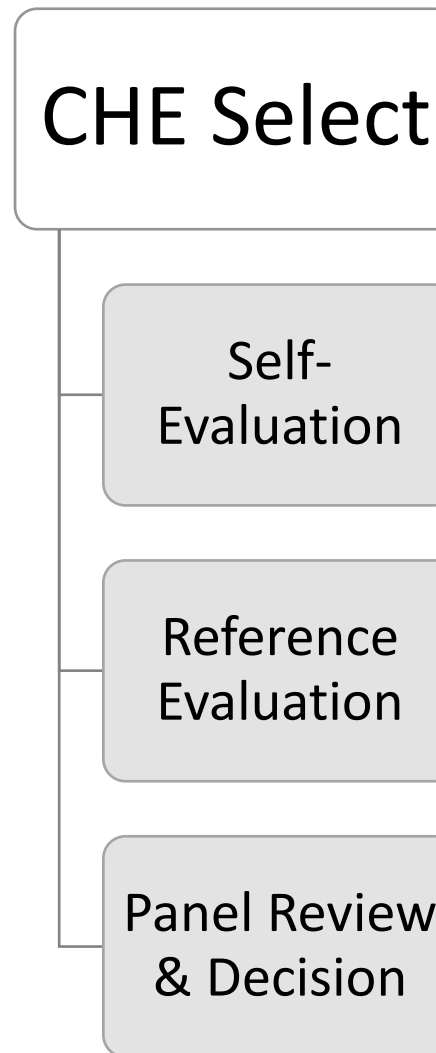 CHE Select
Self-
Evaluation
Reference
Evaluation
Panel Review
& Decision